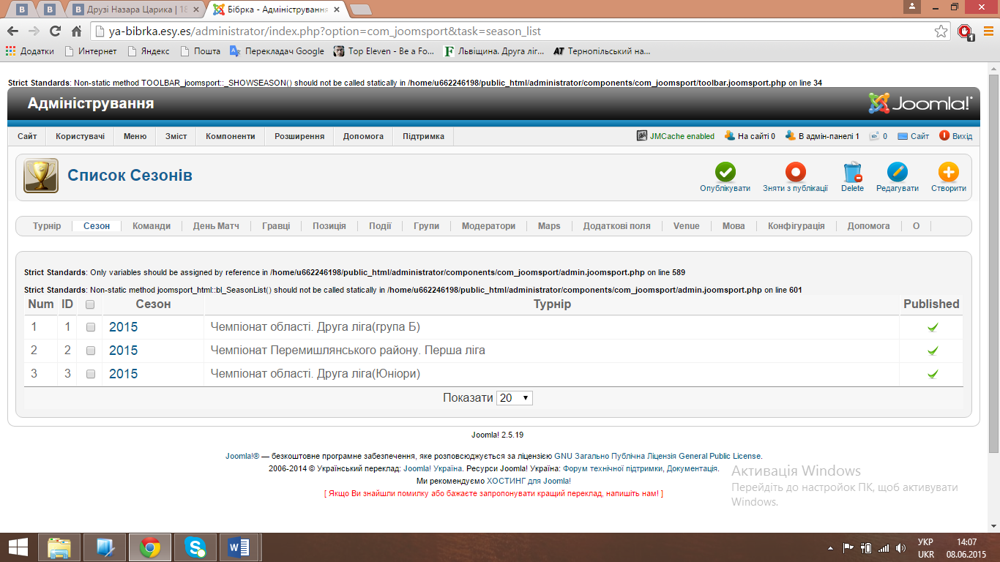 Друзі Назара Царика | 18
Бібрка - Адміністрування
ya-bibrka.esy.es/administrator/index.php?option=com_joomsport&task=season_list
Додатки Интернет Яндекс Пошта Перекладач Google Top Eleven - Be a Fo... Львіщина. Друга ліг... Тернопільський на...
Strict Standards: Non-static method TOOLBAR_joomsport::_SHOWSEASON() should not be called statically in /home/u662246198/public_html/administrator/components/com_joomsport/toolbar.joomsport.php on line 34
Адміністрування Joomla!
Сайт Користувачі Меню Зміст Компоненти Розширення Допомога Підтримка JMCache enabled На сайті 0 В адмін-панелі 1 0 Сайт Вихід
Список Сезонів
Опублікувати Зняти з публікації Delete Редагувати Створити
Турнір Сезон Команди День Матч Гравці Позиція Події Групи Модератори Maps Додаткові поля Venue Мова Конфігурація Допомога О
Strict Standards: Only variables should be assigned by reference in /home/u662246198/public_html/administrator/components/com_joomsport/admin.joomsport.php on line 589
Strict Standards: Non-static method joomsport_html::bl_SeasonList() should not be called statically in /home/u662246198/public_html/administrator/components/com_joomsport/admin.joomsport.php on line 601
Num ID Сезон Турнір Published
1 1 2015 Чемпіонат області. Друга ліга(група Б)
2 2 2015 Чемпіонат Перемишлянського району. Перша ліга
3 3 2015 Чемпіонат області. Друга ліга(Юніори)
Показати 20
Joomla! 2.5.19
Joomla!® — безкоштовне програмне забезпечення, яке розповсюджується за ліцензією GNU Загально Публічна Ліцензія General Public License.
2006-2014 © Український переклад: Joomla! Україна. Ресурси Joomla! Україна: Форум технічної підтримки, Документація.
Ми рекомендуємо ХОСТИНГ для Joomla!
[ Якщо Ви знайшли помилку або бажаєте запропонувати кращий переклад, напишіть нам! ]
Активація Windows
Перейдіть до настройок ПК, щоб активувати
Windows.
УКР 14:07
UKR 08.06.2015